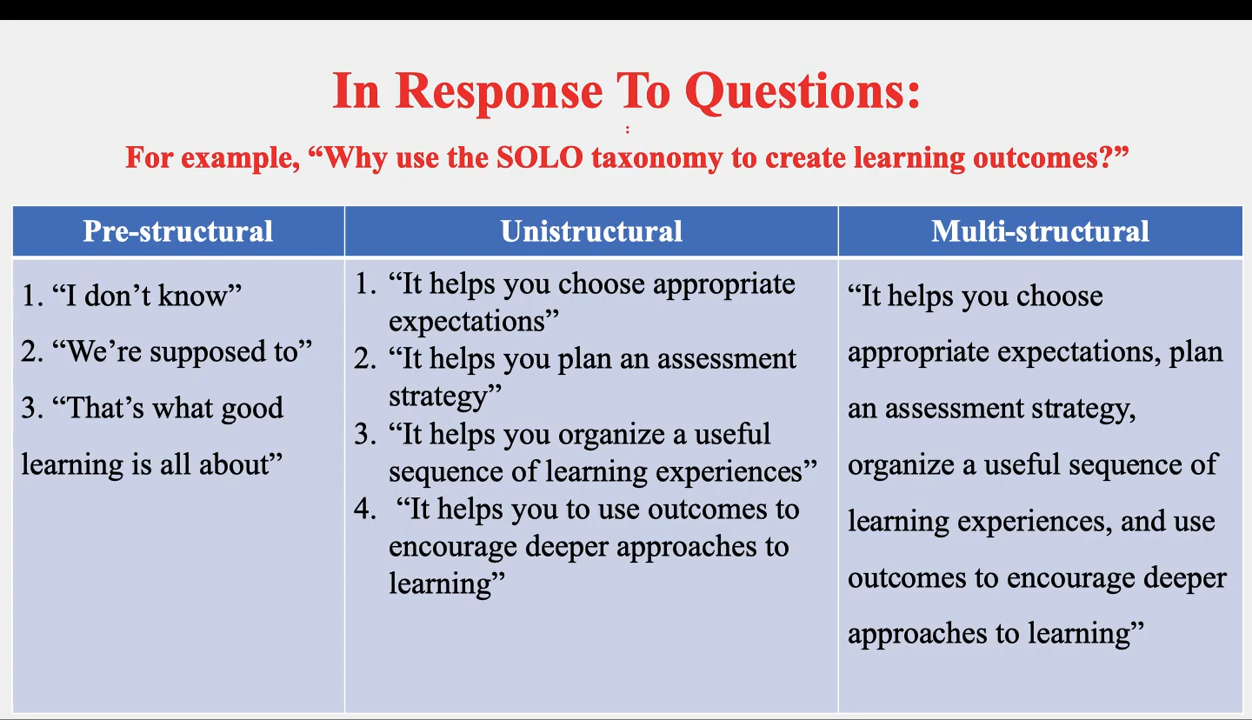 In Response To Questions:
:
For example, “Why use the SOLO taxonomy to create learning outcomes?”
Pre-structural
Unistructural
Multi-structural
1. “I don’t know”
2. “We’re supposed to”
3. “That’s what good
learning is all about”
1. “It helps you choose appropriate
expectations”
2. “It helps you plan an assessment
strategy”
3. “It helps you organize a useful
sequence of learning experiences”
4. “It helps you to use outcomes to
encourage deeper approaches to
learning”
“It helps you choose
appropriate expectations, plan
an assessment strategy,
organize a useful sequence of
learning experiences, and use
outcomes to encourage deeper
approaches to learning”